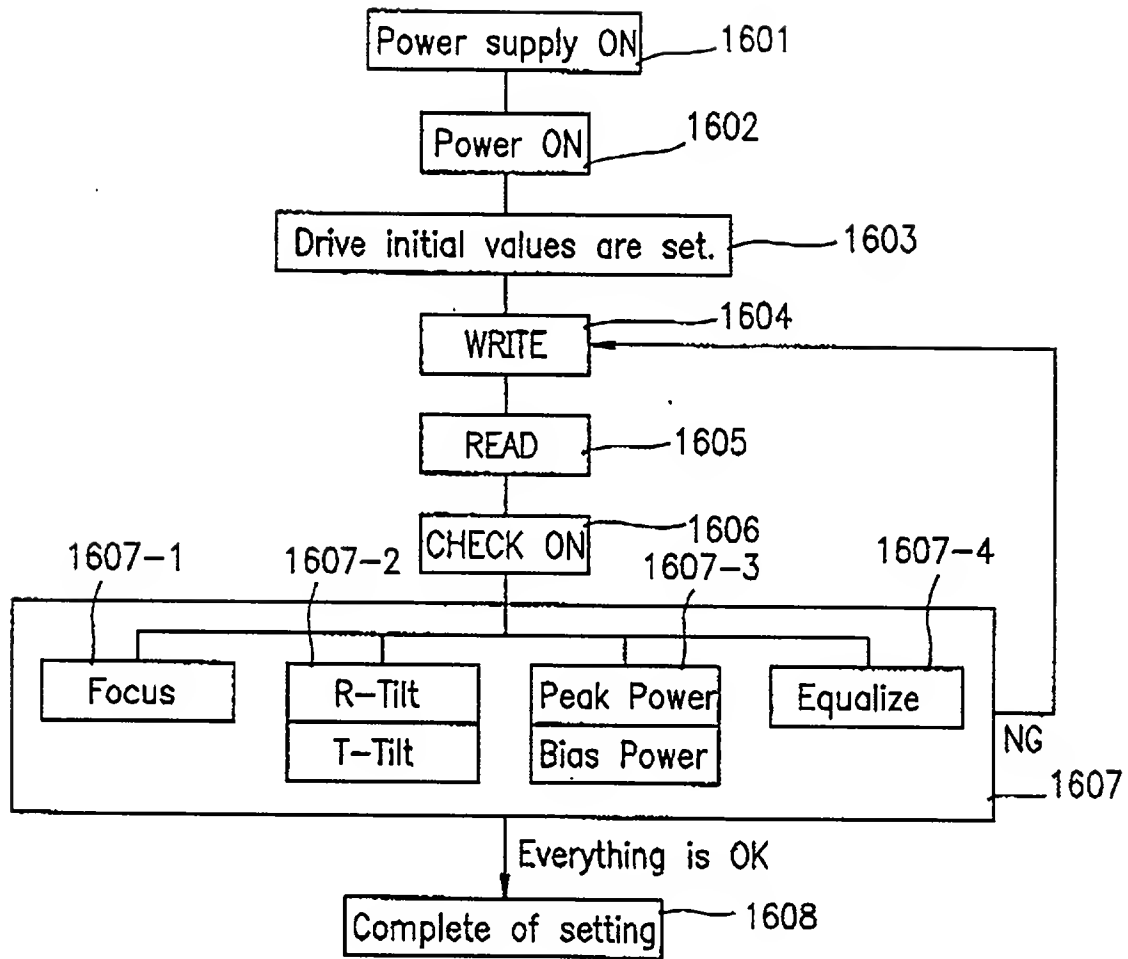 Power supply ON
1601
Power ON
1602
Drive initial values are set.
1603
WRITE
1604
READ
1605
CHECK ON
1606
1607-1
1607-2
1607-3
1607-4
Focus
R-Tilt
T-Tilt
Peak Power
Bias Power
Equalize
NG
1607
Everything is OK
Complete of setting
1608